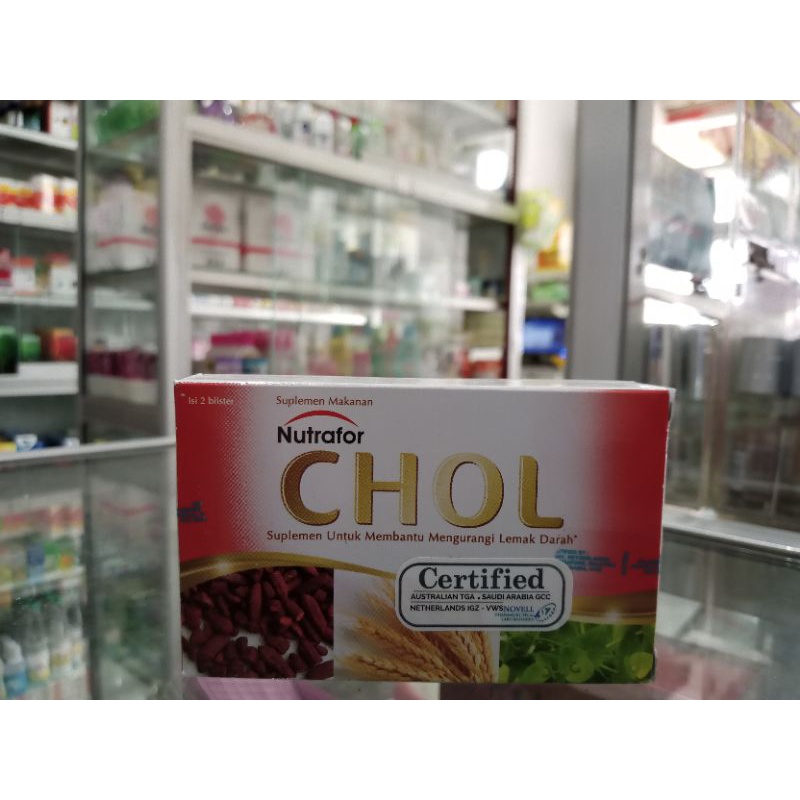 * Isi 2 blister
Suplemen Makanan
Nutrafor
CHOL
Suplemen Untuk Membantu Mengurangi Lemak Darah*
Certified
AUSTRALIAN TGA . SAUDI ARABIA GCC
NETHERLANDS IGZ - VWS NOVELL